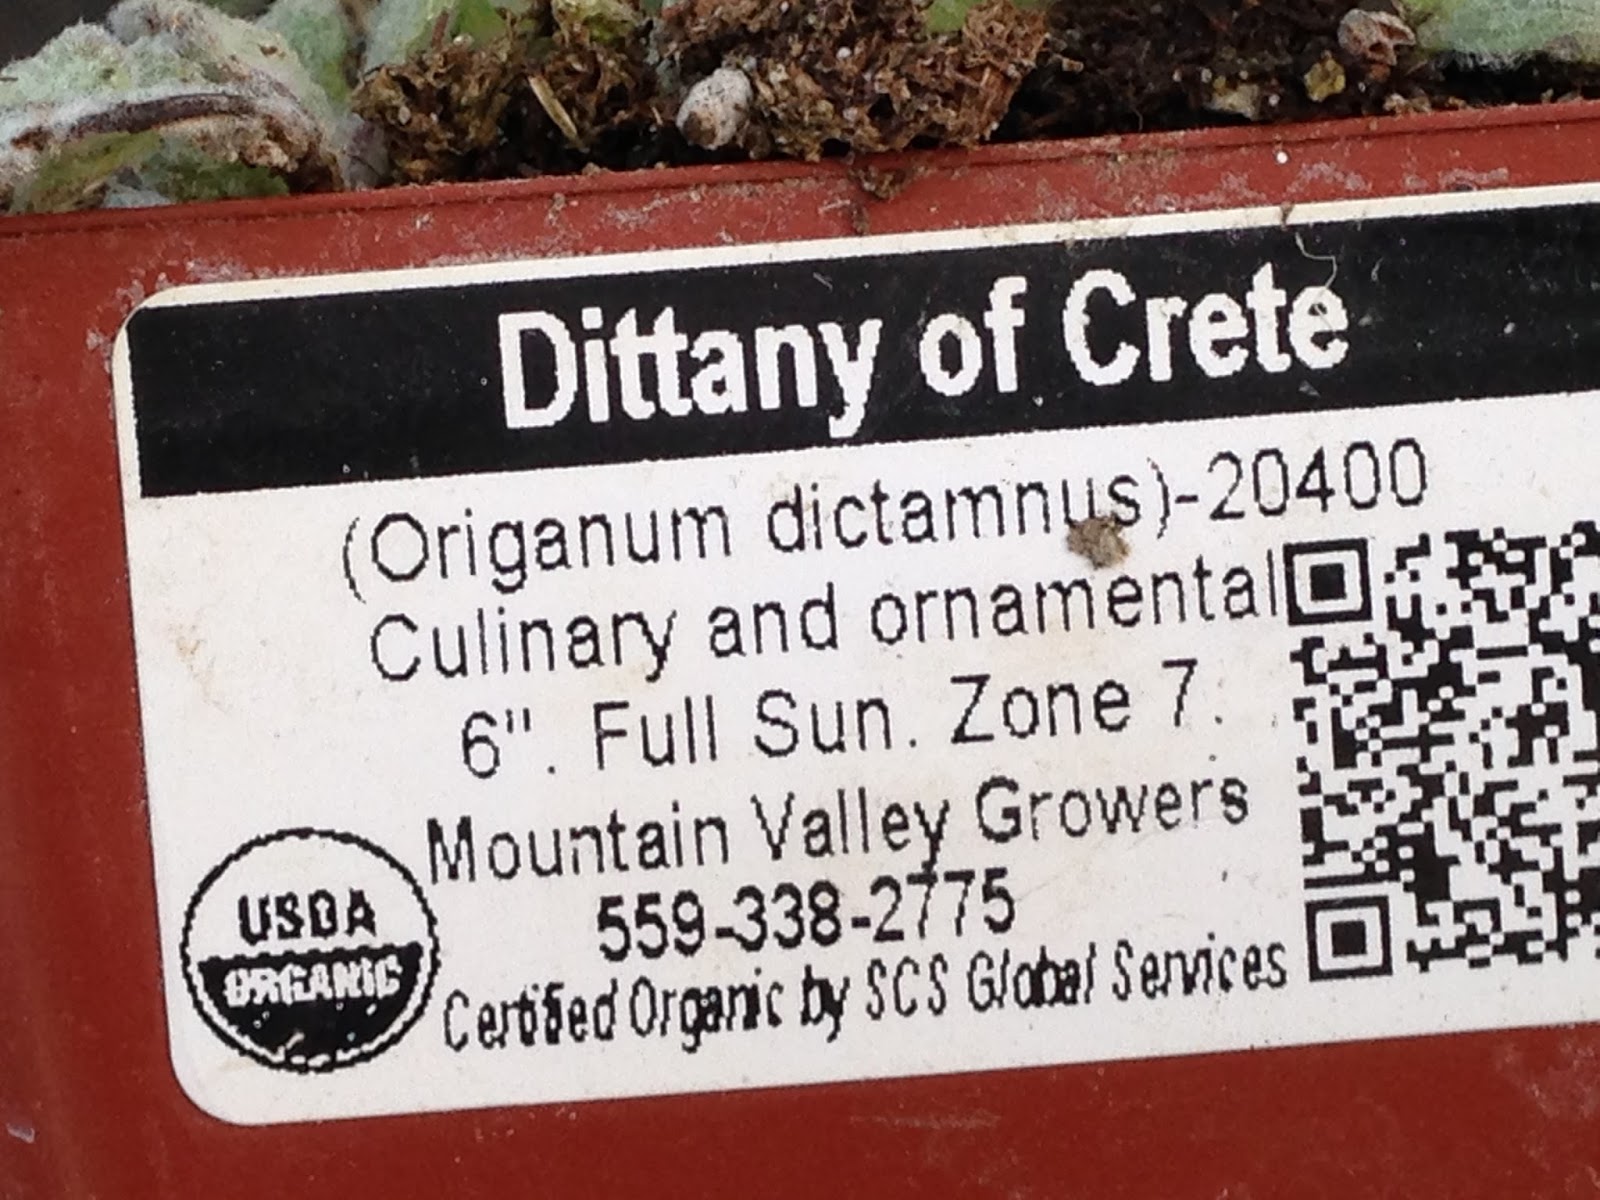 Dittany of Crete
(Origanum dictamnus)-20400
Culinary and ornamental
6". Full Sun. Zone 7.
Mountain Valley Growers
559-338-2775
Certified Organic by SCS Global Services
USDA
ORGANIC